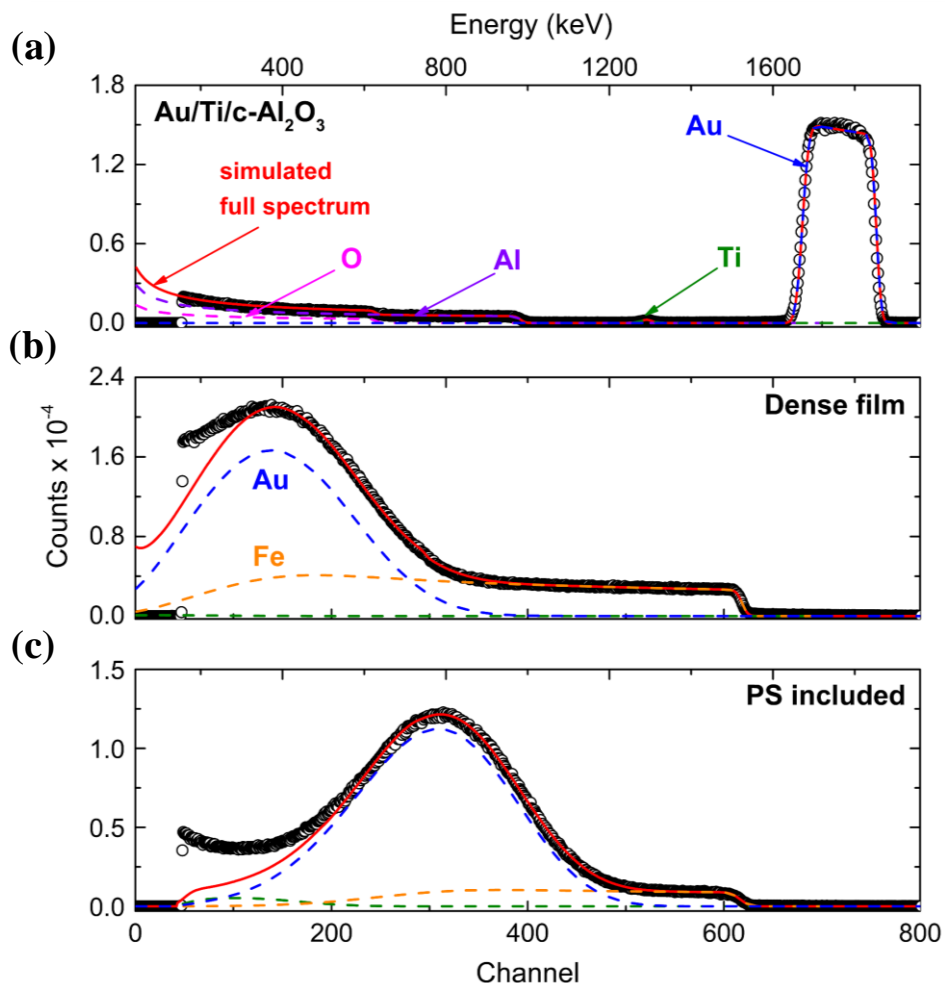 (a)
Energy (keV)
400 800 1200 1600
1.8
1.2
0.6
0.0
Au/Ti/c-Al₂O₃
simulated
full spectrum
O
Al
Ti
Au
(b)
Counts x 10⁻⁴
2.4
1.6
0.8
0.0
Dense film
Au
Fe
(c)
1.5
1.0
0.5
0.0
PS included
0 200 400 600 800
Channel